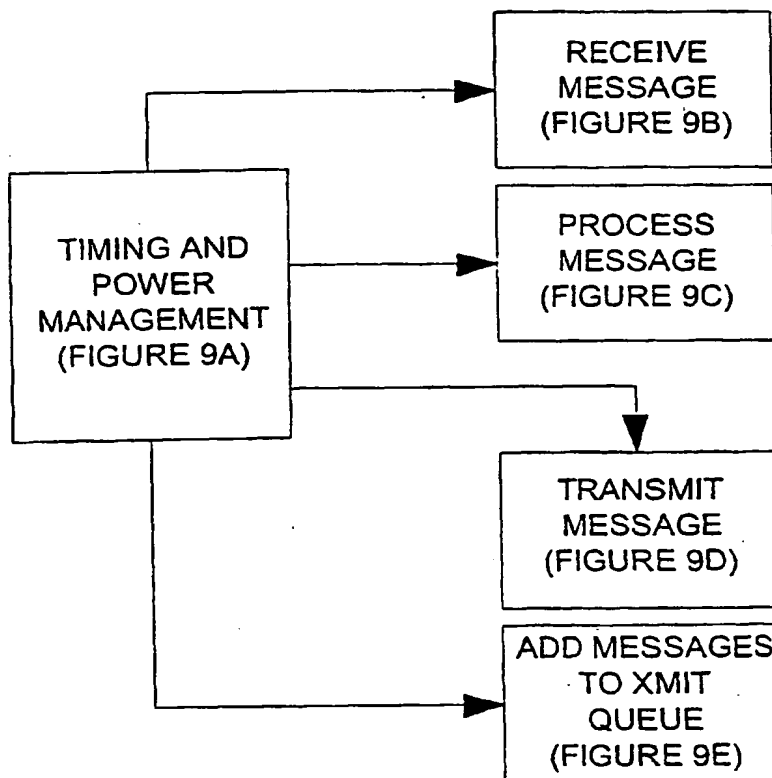 RECEIVE
MESSAGE
(FIGURE 9B)
TIMING AND
POWER
MANAGEMENT
(FIGURE 9A)
PROCESS
MESSAGE
(FIGURE 9C)
TRANSMIT
MESSAGE
(FIGURE 9D)
ADD MESSAGES
TO XMIT
QUEUE
(FIGURE 9E)